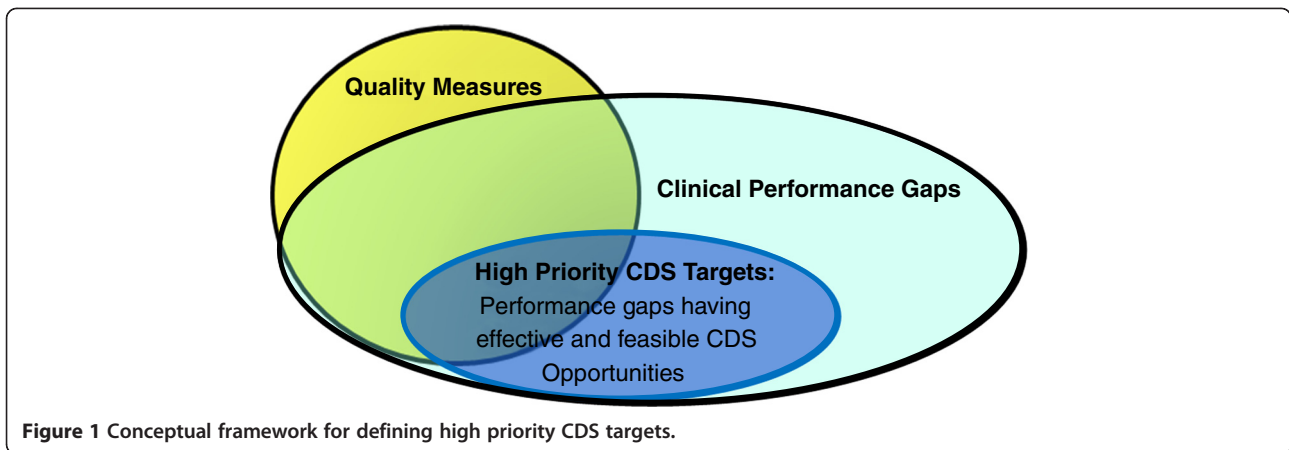 Quality Measures
Clinical Performance Gaps
High Priority CDS Targets:
Performance gaps having
effective and feasible CDS
Opportunities
Figure 1 Conceptual framework for defining high priority CDS targets.